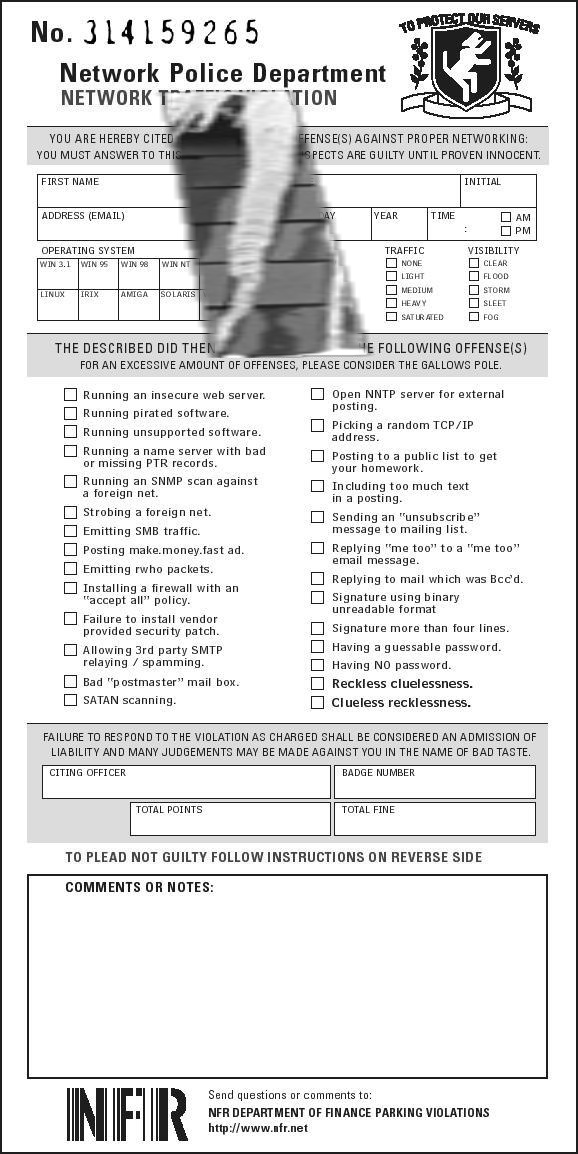 No. 314159265
TO PROTECT OUR SERVERS
Network Police Department
NETWORK TRAFFIC VIOLATION
YOU ARE HEREBY CITED OFFENSE(S) AGAINST PROPER NETWORKING:
YOU MUST ANSWER TO THIS SUSPECTS ARE GUILTY UNTIL PROVEN INNOCENT.
FIRST NAME INITIAL
ADDRESS (EMAIL) DAY YEAR TIME : AM
PM
OPERATING SYSTEM TRAFFIC VISIBILITY
WIN 3.1 WIN 95 WIN 98 WIN NT NONE CLEAR
LIGHT FLOOD
LINUX IRIX AMIGA SOLARIS MEDIUM STORM
HEAVY SLEET
SATURATED FOG
THE DESCRIBED DID THEN THE FOLLOWING OFFENSE(S)
FOR AN EXCESSIVE AMOUNT OF OFFENSES, PLEASE CONSIDER THE GALLOWS POLE.
Running an insecure web server.
Running pirated software.
Running unsupported software.
Running a name server with bad
or missing PTR records.
Running an SNMP scan against
a foreign net.
Strobing a foreign net.
Emitting SMB traffic.
Posting make.money.fast ad.
Emitting rwho packets.
Installing a firewall with an
"accept all" policy.
Failure to install vendor
provided security patch.
Allowing 3rd party SMTP
relaying / spamming.
Bad "postmaster" mail box.
SATAN scanning.
Open NNTP server for external
posting.
Picking a random TCP/IP
address.
Posting to a public list to get
your homework.
Including too much text
in a posting.
Sending an "unsubscribe"
message to mailing list.
Replying "me too" to a "me too"
email message.
Replying to mail which was Bcc'd.
Signature using binary
unreadable format
Signature more than four lines.
Having a guessable password.
Having NO password.
Reckless cluelessness.
Clueless recklessness.
FAILURE TO RESPOND TO THE VIOLATION AS CHARGED SHALL BE CONSIDERED AN ADMISSION OF
LIABILITY AND MANY JUDGEMENTS MAY BE MADE AGAINST YOU IN THE NAME OF BAD TASTE.
CITING OFFICER BADGE NUMBER
TOTAL POINTS TOTAL FINE
TO PLEAD NOT GUILTY FOLLOW INSTRUCTIONS ON REVERSE SIDE
COMMENTS OR NOTES:
NFR
Send questions or comments to:
NFR DEPARTMENT OF FINANCE PARKING VIOLATIONS
http://www.nfr.net